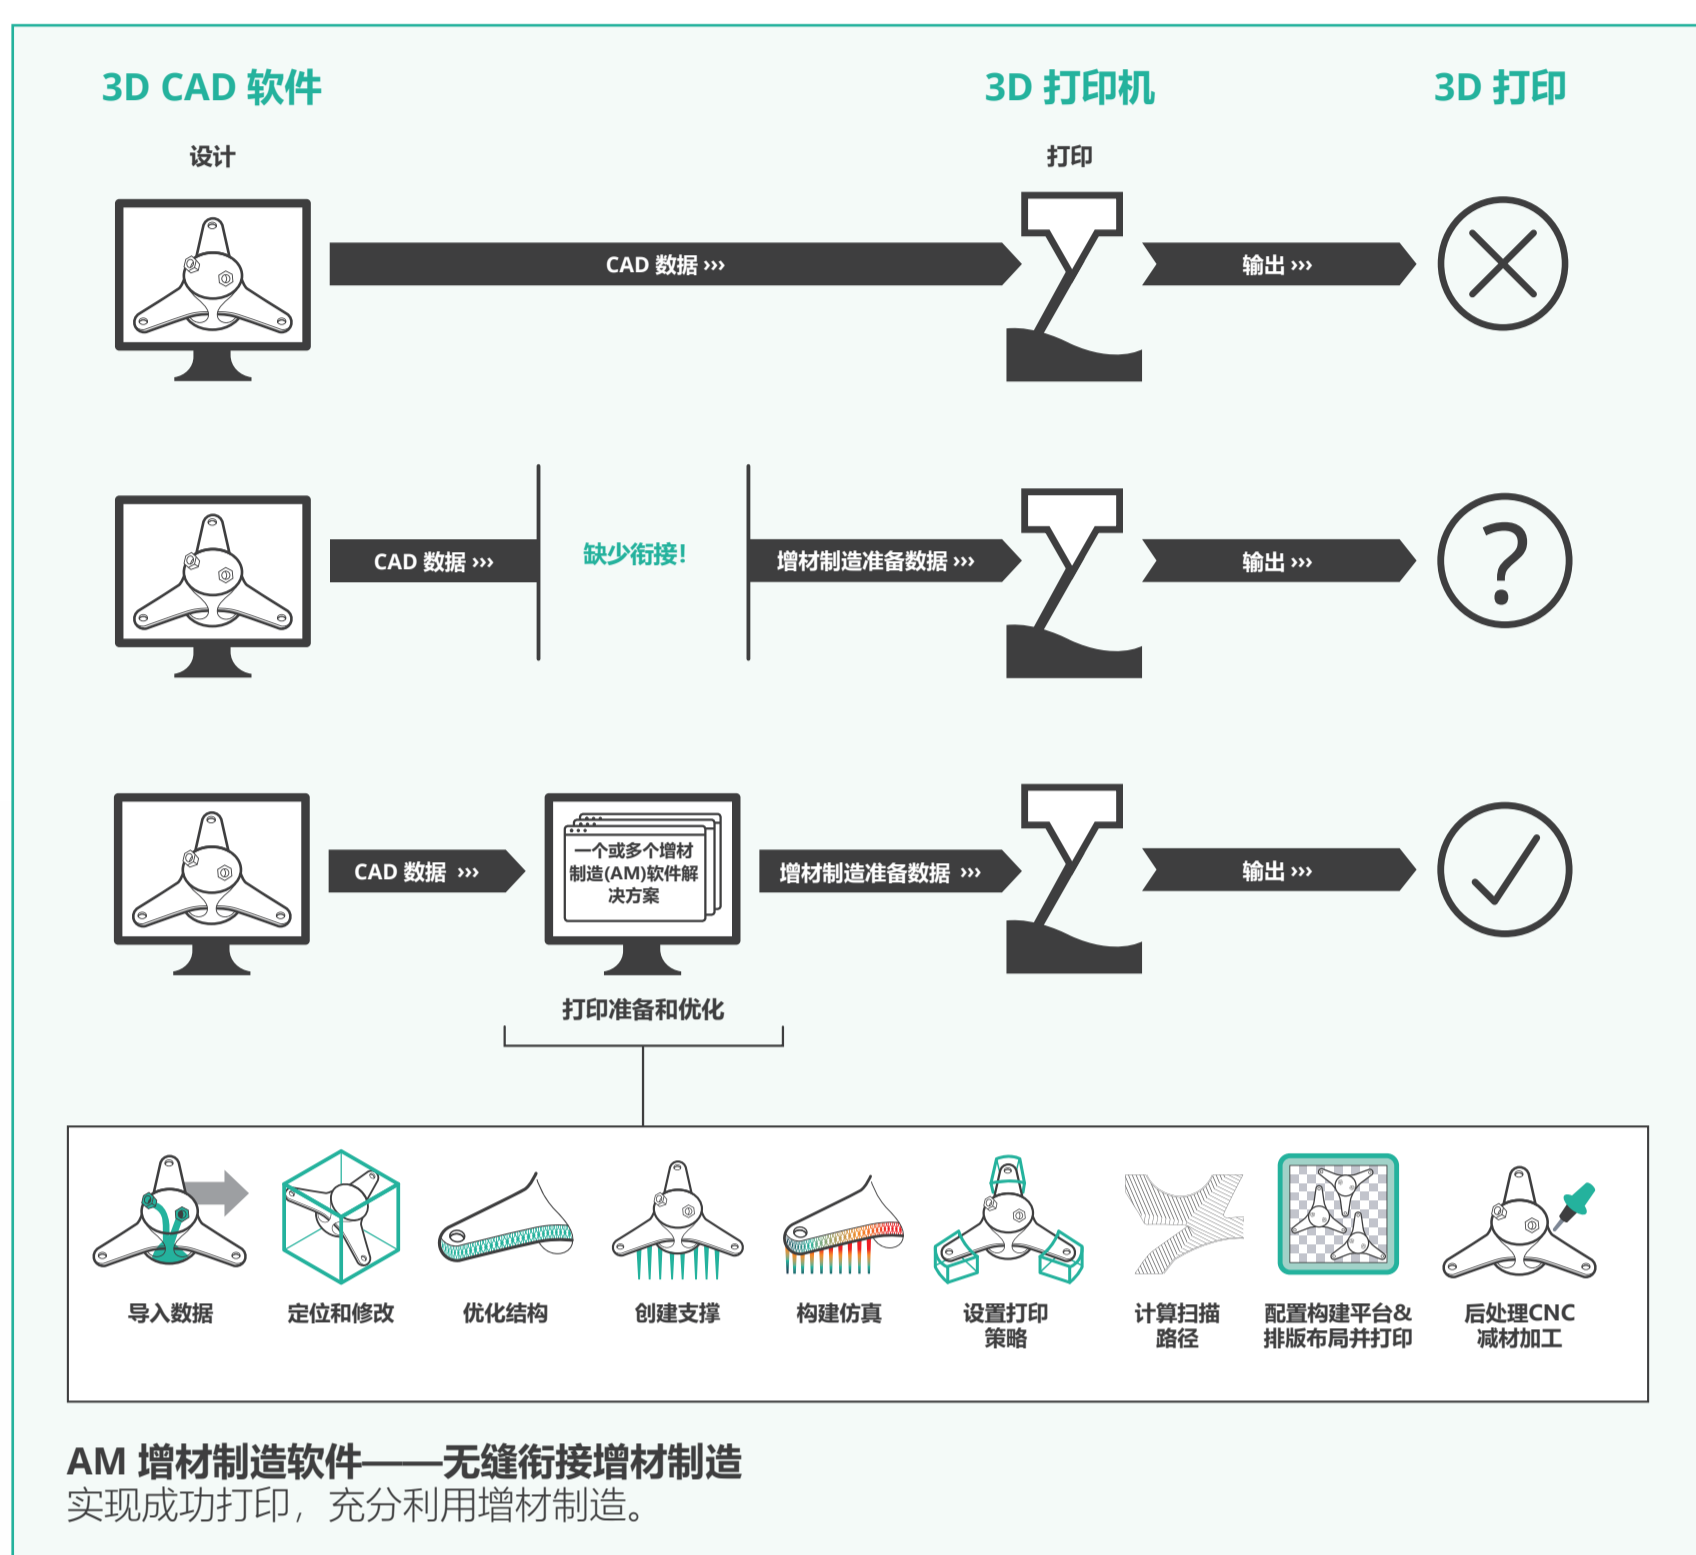 3D CAD 软件
3D 打印机
3D 打印
设计
打印
CAD 数据 ›››
输出 ›››
CAD 数据 ›››
缺少衔接!
增材制造准备数据 ›››
输出 ›››
CAD 数据 ›››
一个或多个增材
制造(AM)软件解
决方案
增材制造准备数据 ›››
输出 ›››
打印准备和优化
导入数据
定位和修改
优化结构
创建支撑
构建仿真
设置打印
策略
计算扫描
路径
配置构建平台&
排版布局并打印
后处理CNC
减材加工
AM 增材制造软件——无缝衔接增材制造
实现成功打印，充分利用增材制造。